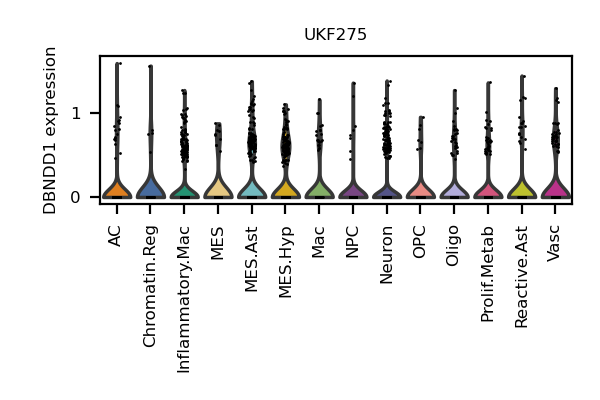 UKF275
DBNDD1 expression
1
0
AC
Chromatin.Reg
Inflammatory.Mac
MES
MES.Ast
MES.Hyp
Mac
NPC
Neuron
OPC
Oligo
Prolif.Metab
Reactive.Ast
Vasc